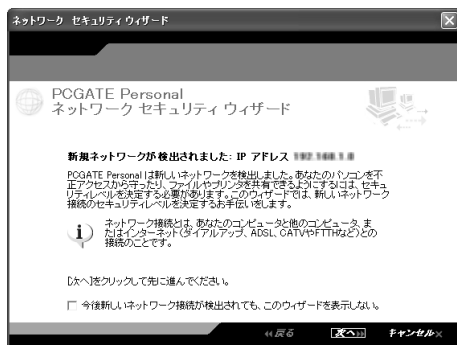 ネットワーク セキュリティ ウィザード
PCGATE Personal
ネットワーク セキュリティ ウィザード
新規ネットワークが検出されました: IP アドレス
PCGATE Personal は新しいネットワークを検出しました。あなたのパソコンを不
正アクセスから守ったり、ファイルやプリンタを共有できるようにするには、セキュ
リティレベルを決定する必要があります。このウィザードでは、新しいネットワーク
接続のセキュリティレベルを決定するお手伝いをします。
ネットワーク接続とは、あなたのコンピュータと他のコンピュータ、ま
たはインターネット(ダイアルアップ、ADSL、CATVやFTTHなど)との
接続のことです。
[次へ]をクリックして先に進んでください。
今後新しいネットワーク接続が検出されても、このウィザードを表示しない。
戻る 次へ キャンセル